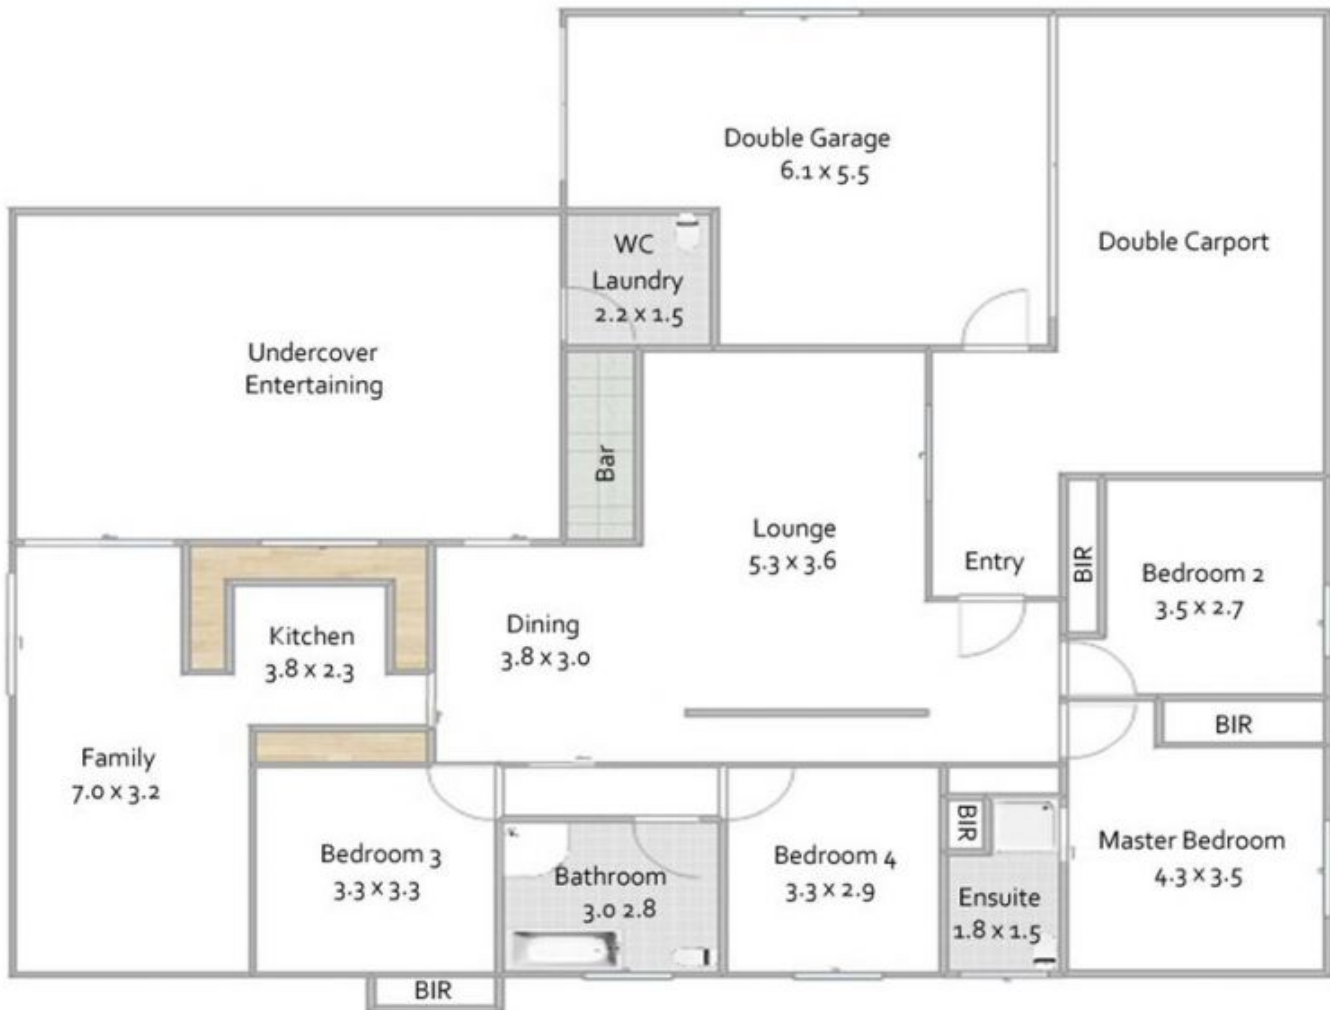 Double Garage
6.1 x 5.5
Double Carport
WC
Laundry
2.2 x 1.5
Undercover
Entertaining
Bar
Lounge
5.3 x 3.6
Entry
BIR
Bedroom 2
3.5 x 2.7
Kitchen
3.8 x 2.3
Dining
3.8 x 3.0
BIR
Family
7.0 x 3.2
Bedroom 3
3.3 x 3.3
Bathroom
3.0 2.8
Bedroom 4
3.3 x 2.9
BIR
Ensuite
1.8 x 1.5
Master Bedroom
4.3 x 3.5
BIR